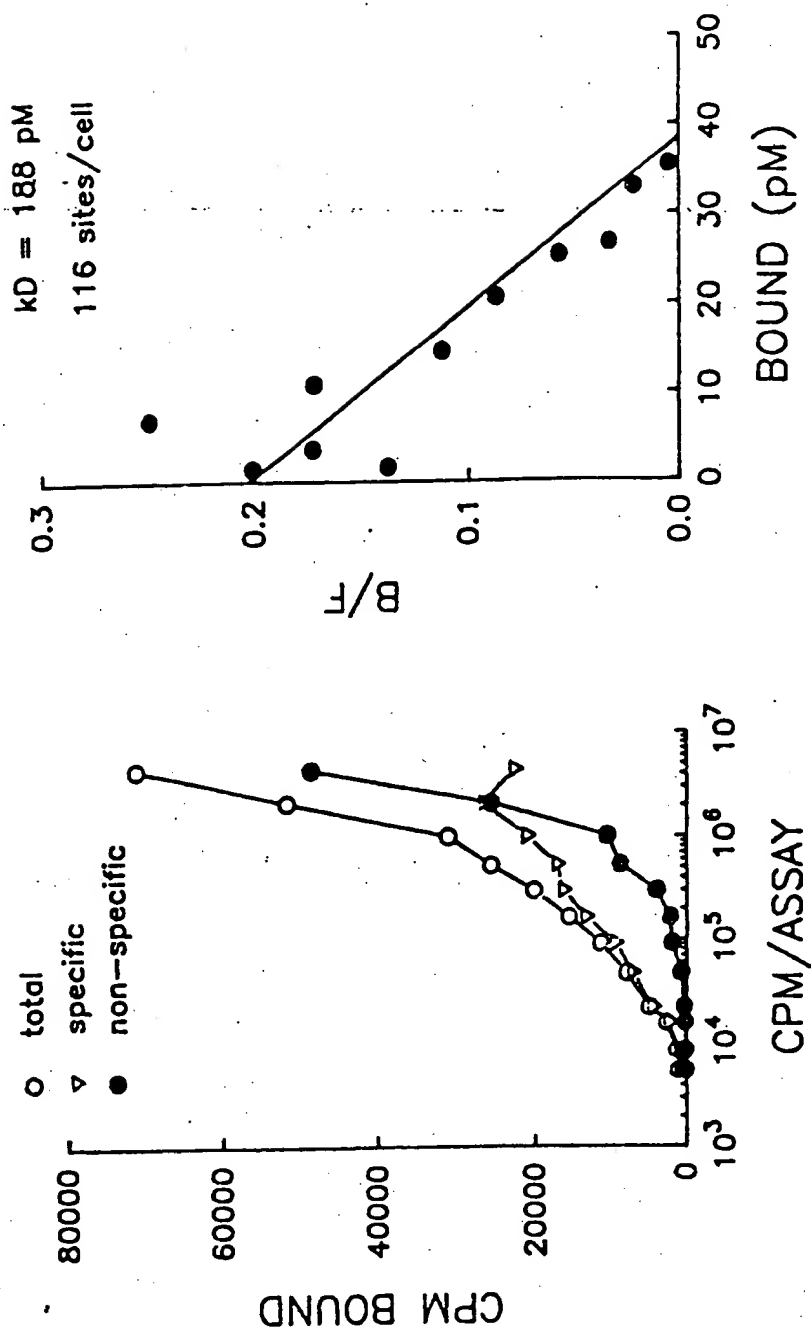 80000
60000
40000
20000
0
CPM BOUND
○ total
▽ specific
● non-specific
10³ 10⁴ 10⁵ 10⁶ 10⁷
CPM/ASSAY
kD = 188 pM
116 sites/cell
0.3
0.2
0.1
0.0
B/F
0 10 20 30 40 50
BOUND (pM)